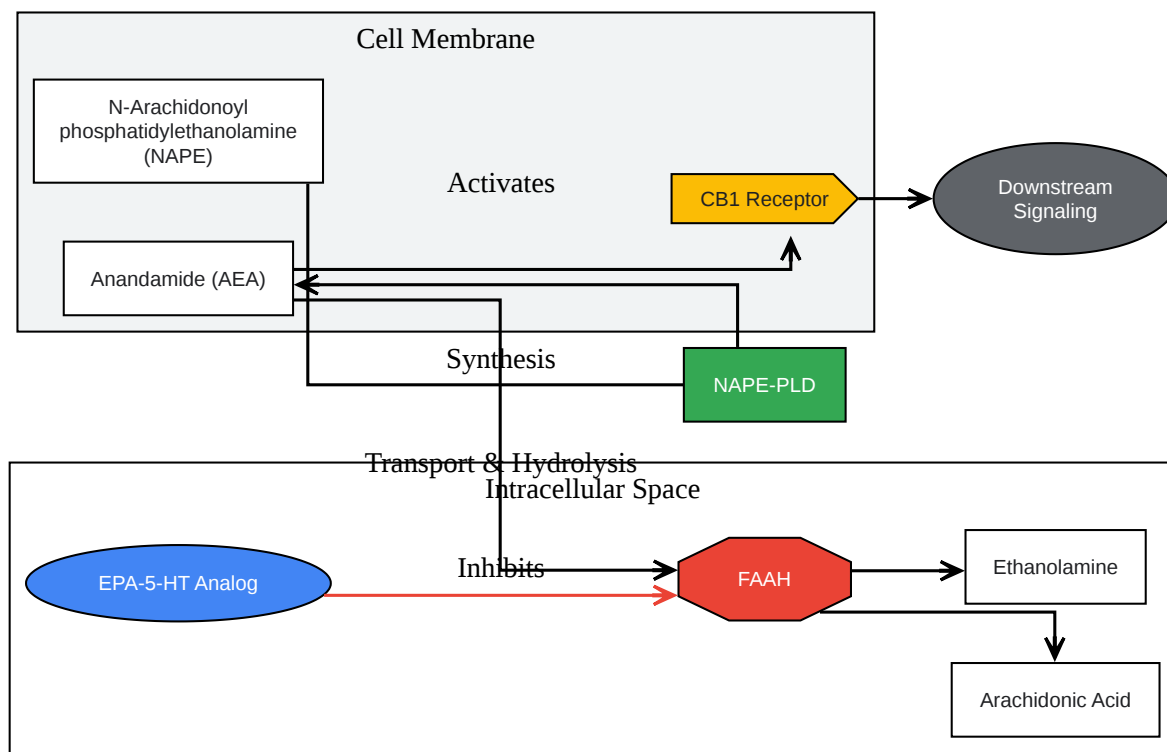 Cell Membrane
N-Arachidonoyl
phosphatidylethanolamine
(NAPE)
Activates
CB1 Receptor
Downstream
Signaling
Anandamide (AEA)
Synthesis
NAPE-PLD
Transport & Hydrolysis
Intracellular Space
EPA-5-HT Analog
Inhibits
FAAH
Ethanolamine
Arachidonic Acid